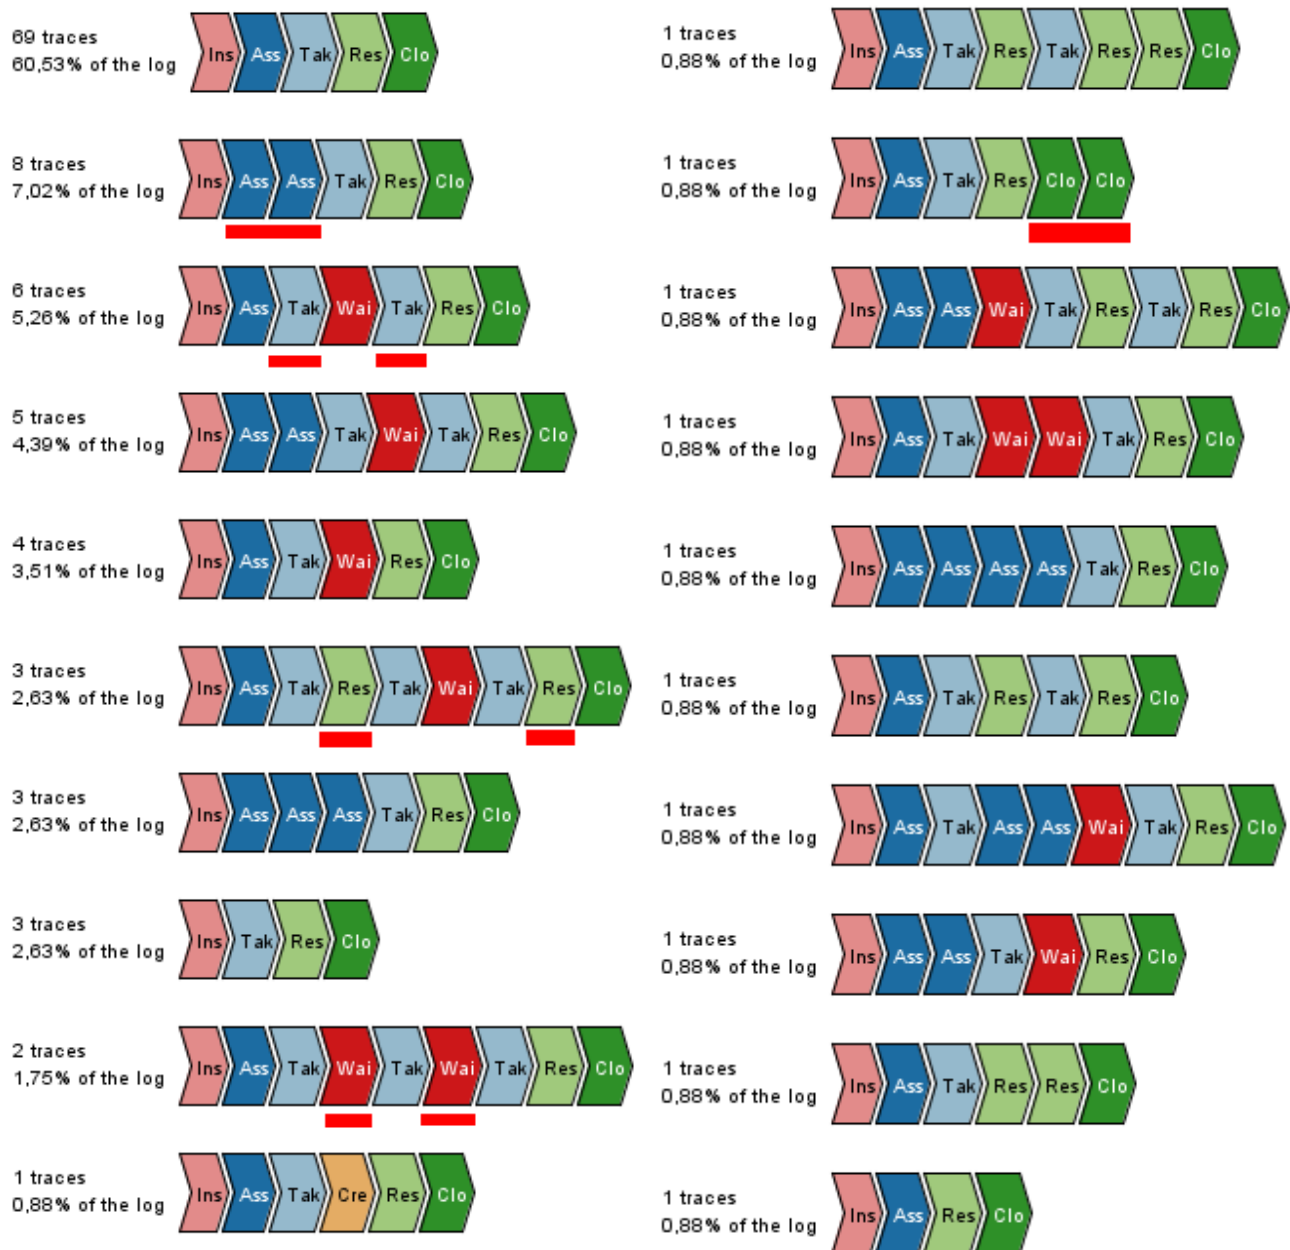 69 traces
60,53% of the log
Ins Ass Tak Res Clo
8 traces
7,02% of the log
Ins Ass Ass Tak Res Clo
6 traces
5,26% of the log
Ins Ass Tak Wai Tak Res Clo
5 traces
4,39% of the log
Ins Ass Ass Tak Wai Tak Res Clo
4 traces
3,51% of the log
Ins Ass Tak Wai Res Clo
3 traces
2,63% of the log
Ins Ass Tak Res Tak Wai Tak Res Clo
3 traces
2,63% of the log
Ins Ass Ass Ass Tak Res Clo
3 traces
2,63% of the log
Ins Tak Res Clo
2 traces
1,75% of the log
Ins Ass Tak Wai Tak Wai Tak Res Clo
1 traces
0,88% of the log
Ins Ass Tak Cre Res Clo
1 traces
0,88% of the log
Ins Ass Tak Res Tak Res Res Clo
1 traces
0,88% of the log
Ins Ass Tak Res Clo Clo
1 traces
0,88% of the log
Ins Ass Ass Wai Tak Res Tak Res Clo
1 traces
0,88% of the log
Ins Ass Tak Wai Wai Tak Res Clo
1 traces
0,88% of the log
Ins Ass Ass Ass Ass Tak Res Clo
1 traces
0,88% of the log
Ins Ass Tak Res Tak Res Clo
1 traces
0,88% of the log
Ins Ass Tak Ass Ass Wai Tak Res Clo
1 traces
0,88% of the log
Ins Ass Ass Tak Wai Res Clo
1 traces
0,88% of the log
Ins Ass Tak Res Res Clo
1 traces
0,88% of the log
Ins Ass Res Clo